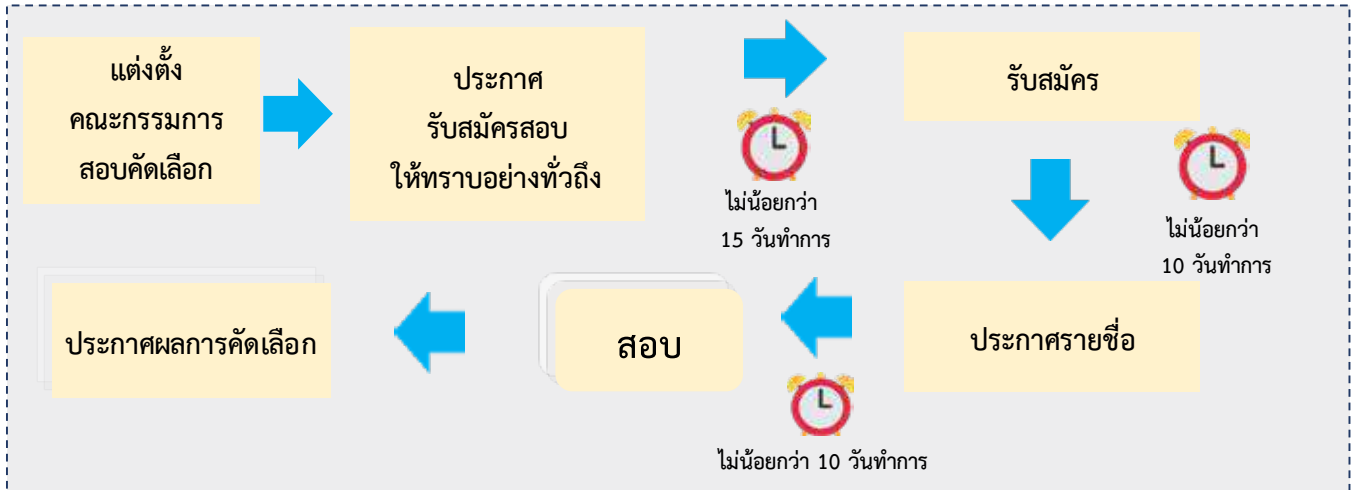 แต่งตั้ง
คณะกรรมการ
สอบคัดเลือก
ประกาศ
รับสมัครสอบ
ให้ทราบอย่างทั่วถึง
ไม่น้อยกว่า
15 วันทำการ
รับสมัคร
ไม่น้อยกว่า
10 วันทำการ
ประกาศรายชื่อ
ไม่น้อยกว่า 10 วันทำการ
สอบ
ประกาศผลการคัดเลือก